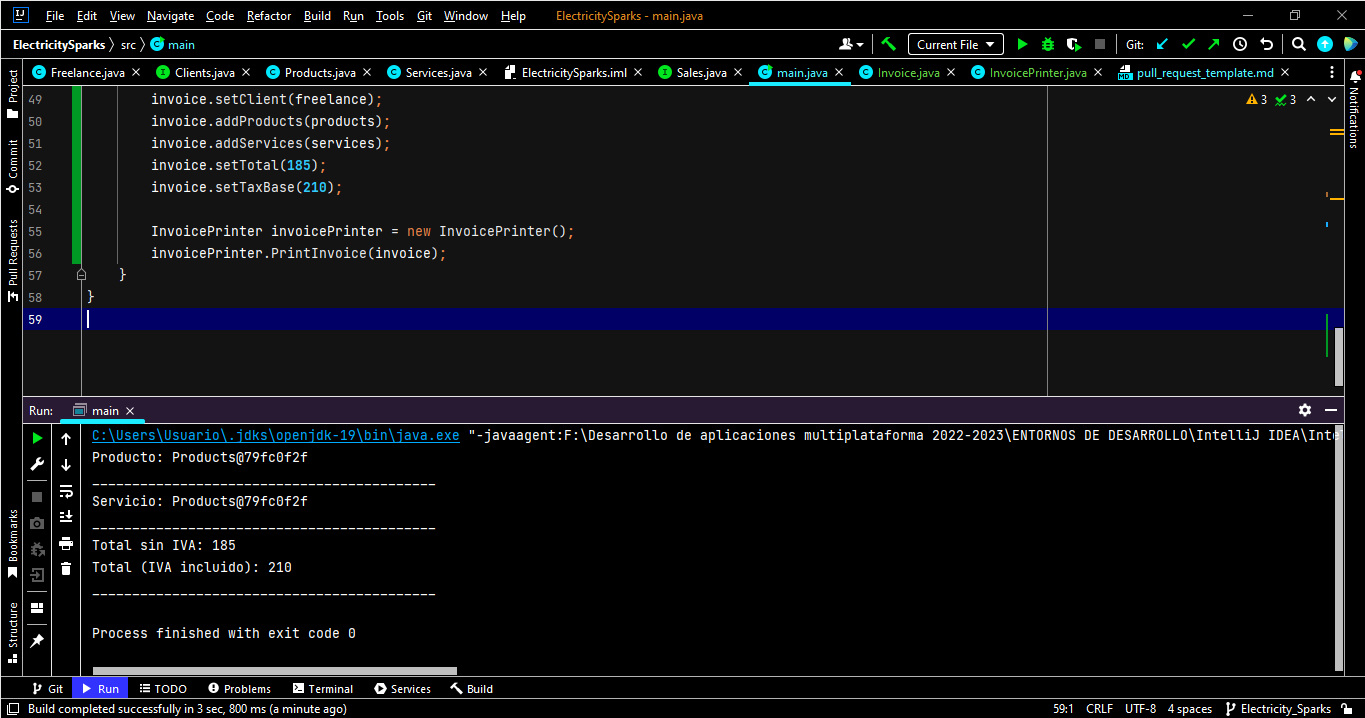 File Edit View Navigate Code Refactor Build Run Tools Git Window Help ElectricitySparks - main.java
ElectricitySparks src main Current File Git:
Freelance.java Clients.java Products.java Services.java ElectricitySparks.iml Sales.java main.java Invoice.java InvoicePrinter.java pull_request_template.md
Project
Commit
Pull Requests
Bookmarks
Structure
Notifications
3 3
49 invoice.setClient(freelance);
50 invoice.addProducts(products);
51 invoice.addServices(services);
52 invoice.setTotal(185);
53 invoice.setTaxBase(210);
54
55 InvoicePrinter invoicePrinter = new InvoicePrinter();
56 invoicePrinter.PrintInvoice(invoice);
57 }
58 }
59
Run: main
C:\Users\Usuario\.jdks\openjdk-19\bin\java.exe "-javaagent:F:\Desarrollo de aplicaciones multiplataforma 2022-2023\ENTORNOS DE DESARROLLO\IntelliJ IDEA\Inte
Producto: Products@79fc0f2f
___________________________________________
Servicio: Products@79fc0f2f
___________________________________________
Total sin IVA: 185
Total (IVA incluido): 210
___________________________________________
Process finished with exit code 0
Git Run TODO Problems Terminal Services Build
Build completed successfully in 3 sec, 800 ms (a minute ago) 59:1 CRLF UTF-8 4 spaces Electricity_Sparks